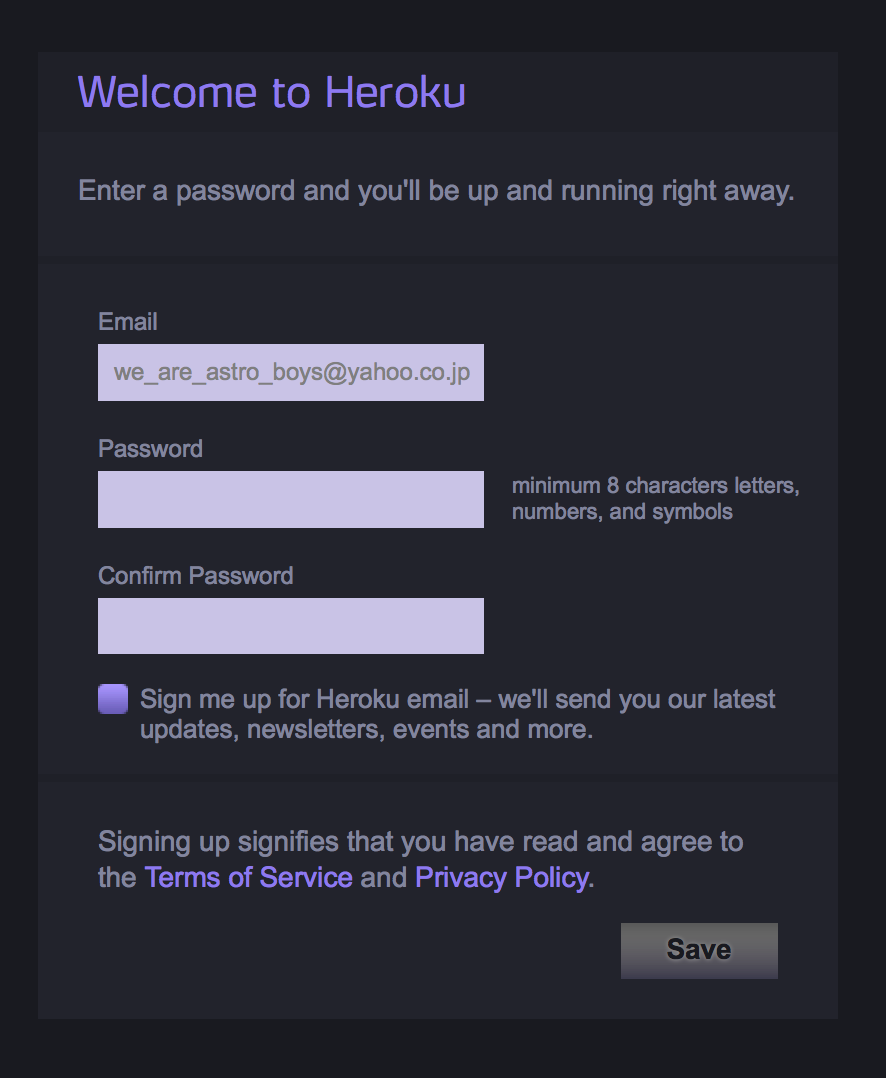 Welcome to Heroku
Enter a password and you'll be up and running right away.
Email
we_are_astro_boys@yahoo.co.jp
Password
minimum 8 characters letters,
numbers, and symbols
Confirm Password
Sign me up for Heroku email – we'll send you our latest
updates, newsletters, events and more.
Signing up signifies that you have read and agree to
the Terms of Service and Privacy Policy.
Save